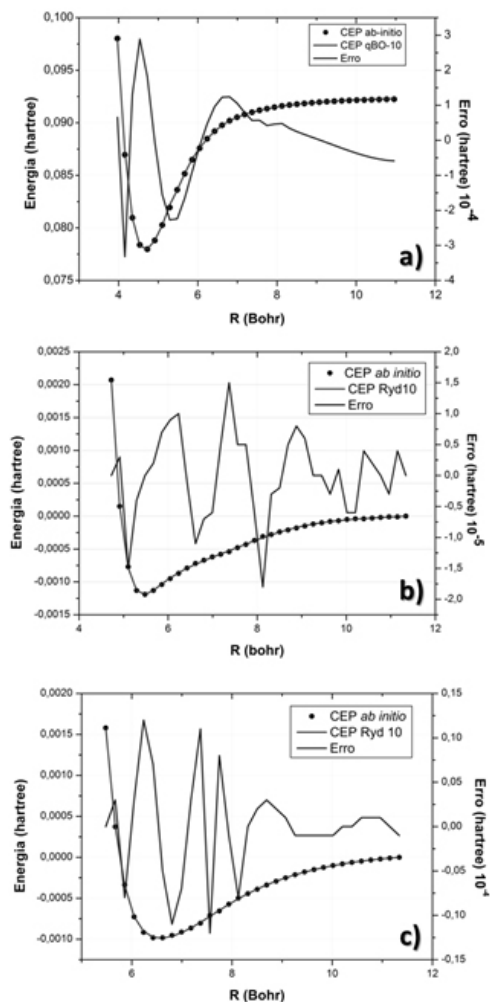 CEP ab-initio
CEP qBO-10
Erro
0,100
0,095
0,090
0,085
0,080
0,075
3
2
1
0
-1
-2
-3
-4
4
6
8
10
Energia (hartree)
Erro (hartree) 10⁻⁴
R (Bohr)
a)
CEP ab initio
CEP Ryd10
Erro
0,0025
0,0020
0,0015
0,0010
0,0005
0,0000
-0,0005
-0,0010
-0,0015
2,0
1,5
1,0
0,5
0,0
-0,5
-1,0
-1,5
-2,0
4
6
8
10
12
Energia (hartree)
Erro (hartree) 10⁻⁵
R (bohr)
b)
CEP ab initio
CEP Ryd 10
Erro
0,0020
0,0015
0,0010
0,0005
0,0000
-0,0005
-0,0010
0,15
0,10
0,05
0,00
-0,05
-0,10
-0,15
6
8
10
12
Energia (hartree)
Erro (hartree) 10⁻⁴
R (Bohr)
c)